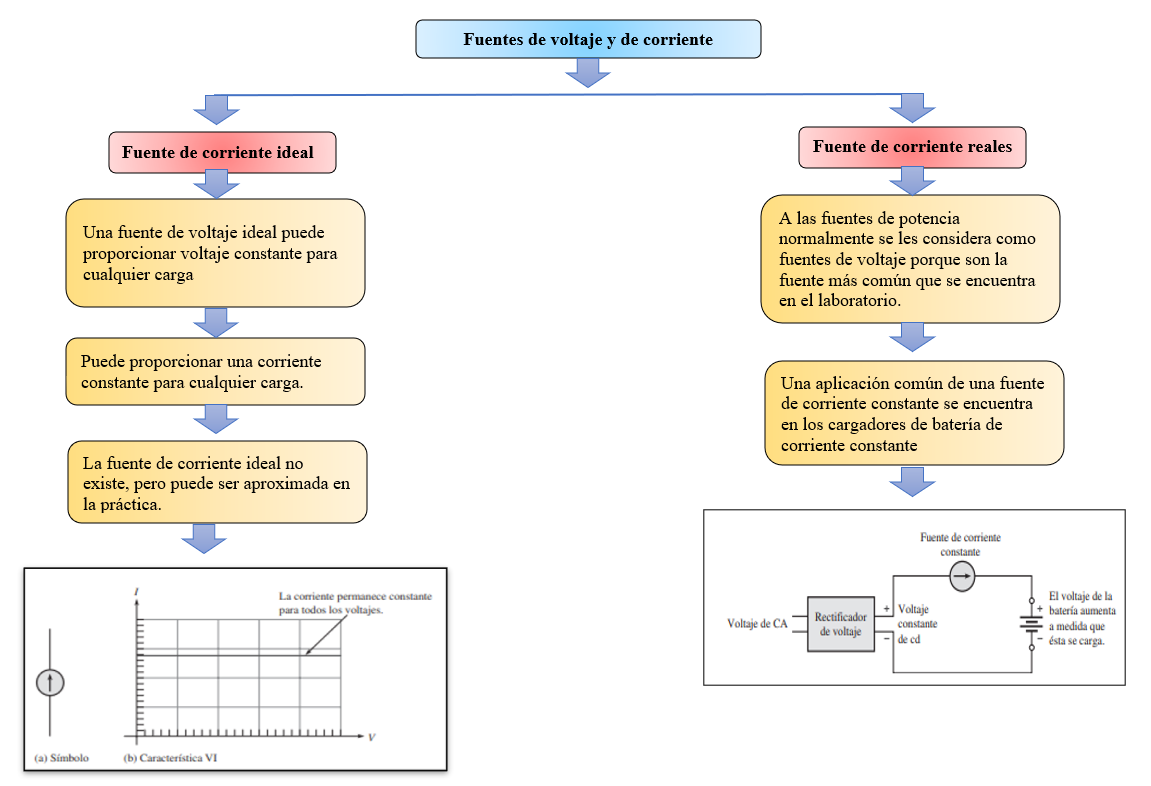 Fuentes de voltaje y de corriente
Fuente de corriente ideal
Una fuente de voltaje ideal puede
proporcionar voltaje constante para
cualquier carga
Puede proporcionar una corriente
constante para cualquier carga.
La fuente de corriente ideal no
existe, pero puede ser aproximada en
la práctica.
I
La corriente permanece constante
para todos los voltajes.
V
(a) Símbolo
(b) Característica VI
Fuente de corriente reales
A las fuentes de potencia
normalmente se les considera como
fuentes de voltaje porque son la
fuente más común que se encuentra
en el laboratorio.
Una aplicación común de una fuente
de corriente constante se encuentra
en los cargadores de batería de
corriente constante
Fuente de corriente
constante
Voltaje de CA
Rectificador
de voltaje
+
Voltaje
constante
de cd
–
+
–
El voltaje de la
batería aumenta
a medida que
ésta se carga.